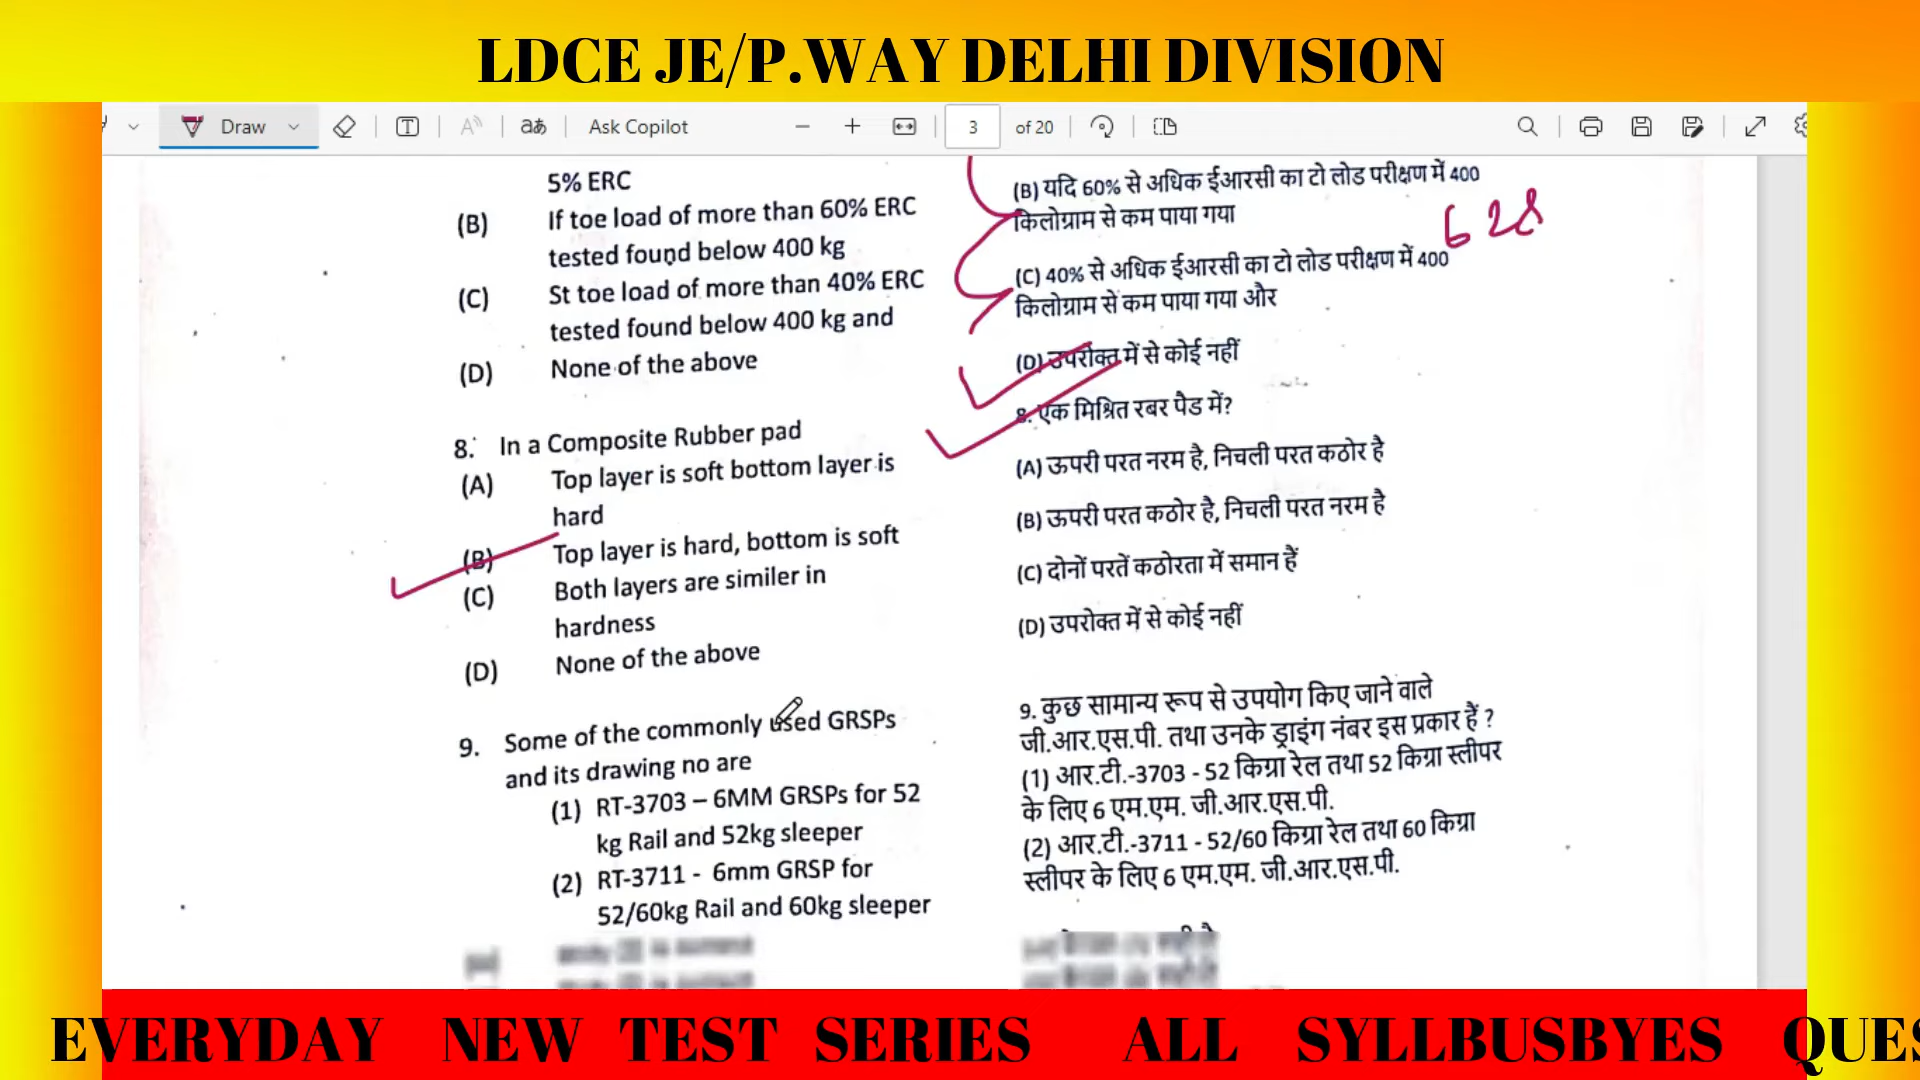 LDCE JE/P.WAY DELHI DIVISION
Draw
aあ
Ask Copilot
3
of 20
5% ERC
(B) If toe load of more than 60% ERC
tested found below 400 kg
(C) St toe load of more than 40% ERC
tested found below 400 kg and
(D) None of the above
8. In a Composite Rubber pad
(A) Top layer is soft bottom layer is
hard
(B) Top layer is hard, bottom is soft
(C) Both layers are similer in
hardness
(D) None of the above
9. Some of the commonly used GRSPs
and its drawing no are
(1) RT-3703 – 6MM GRSPs for 52
kg Rail and 52kg sleeper
(2) RT-3711 - 6mm GRSP for
52/60kg Rail and 60kg sleeper
(B) यदि 60% से अधिक ईआरसी का टो लोड परीक्षण में 400
किलोग्राम से कम पाया गया
628
(C) 40% से अधिक ईआरसी का टो लोड परीक्षण में 400
किलोग्राम से कम पाया गया और
(D) उपरोक्त में से कोई नहीं
8. एक मिश्रित रबर पैड में?
(A) ऊपरी परत नरम है, निचली परत कठोर है
(B) ऊपरी परत कठोर है, निचली परत नरम है
(C) दोनों परतें कठोरता में समान हैं
(D) उपरोक्त में से कोई नहीं
9. कुछ सामान्य रूप से उपयोग किए जाने वाले
जी.आर.एस.पी. तथा उनके ड्राइंग नंबर इस प्रकार हैं ?
(1) आर.टी.-3703 - 52 किग्रा रेल तथा 52 किग्रा स्लीपर
के लिए 6 एम.एम. जी.आर.एस.पी.
(2) आर.टी.-3711 - 52/60 किग्रा रेल तथा 60 किग्रा
स्लीपर के लिए 6 एम.एम. जी.आर.एस.पी.
EVERYDAY NEW TEST SERIES ALL SYLLBUSBYES QUES